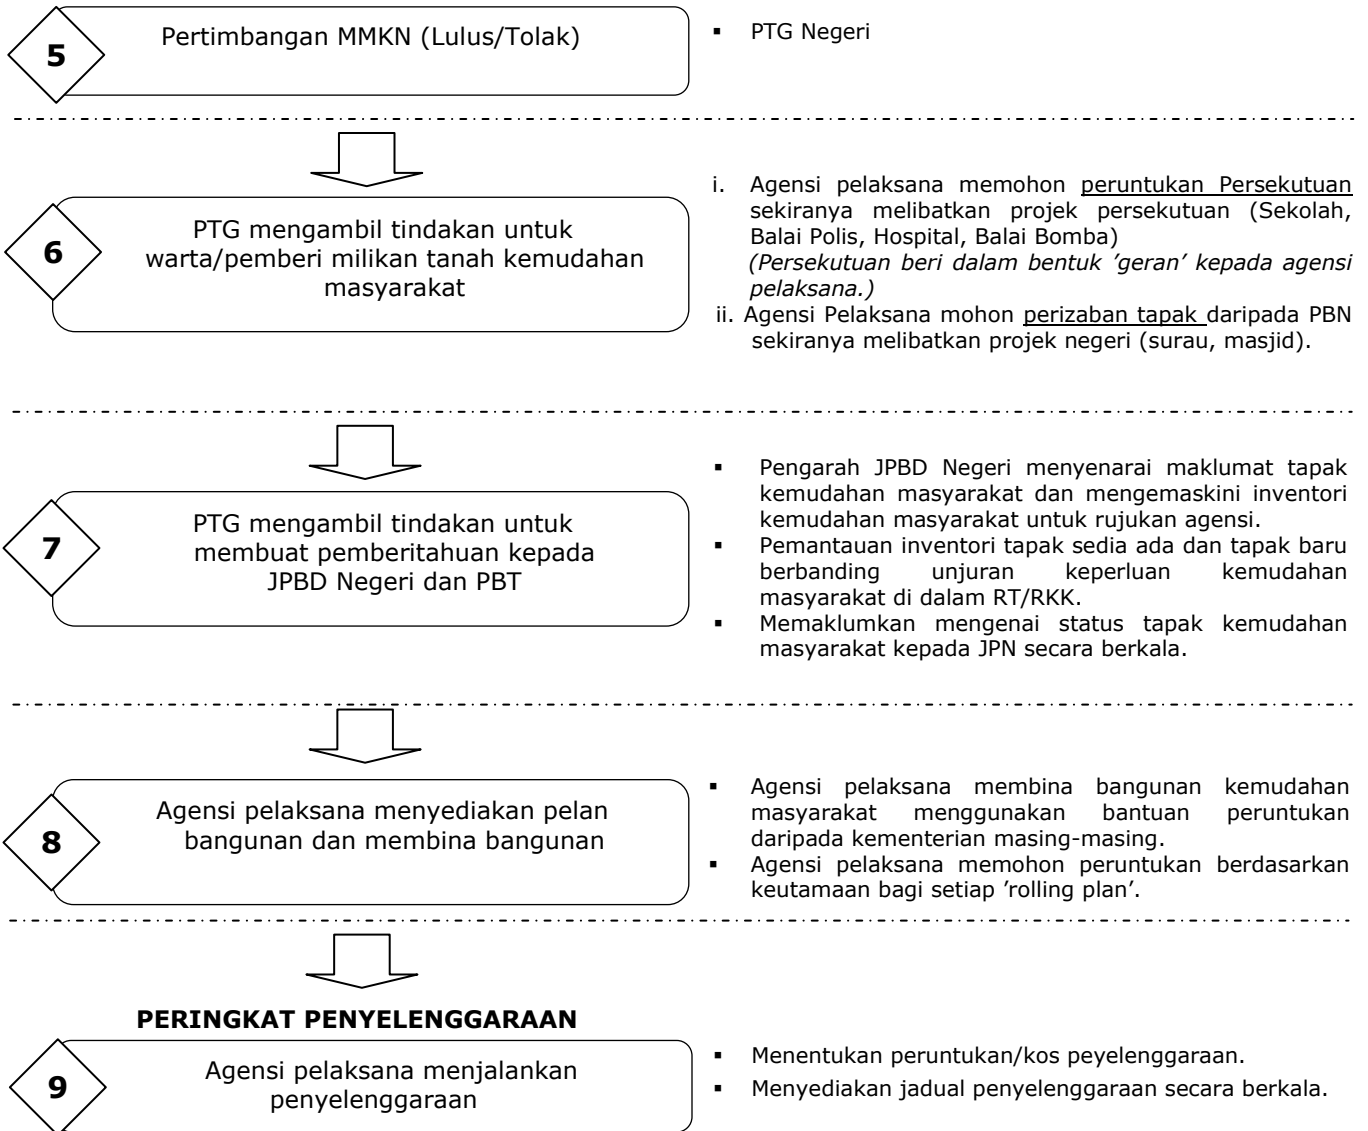 5
Pertimbangan MMKN (Lulus/Tolak)
▪ PTG Negeri
6
PTG mengambil tindakan untuk
warta/pemberi milikan tanah kemudahan
masyarakat
i. Agensi pelaksana memohon peruntukan Persekutuan
sekiranya melibatkan projek persekutuan (Sekolah,
Balai Polis, Hospital, Balai Bomba)
(Persekutuan beri dalam bentuk ’geran’ kepada agensi
pelaksana.)
ii. Agensi Pelaksana mohon perizaban tapak daripada PBN
sekiranya melibatkan projek negeri (surau, masjid).
7
PTG mengambil tindakan untuk
membuat pemberitahuan kepada
JPBD Negeri dan PBT
▪ Pengarah JPBD Negeri menyenarai maklumat tapak
kemudahan masyarakat dan mengemaskini inventori
kemudahan masyarakat untuk rujukan agensi.
▪ Pemantauan inventori tapak sedia ada dan tapak baru
berbanding unjuran keperluan kemudahan
masyarakat di dalam RT/RKK.
▪ Memaklumkan mengenai status tapak kemudahan
masyarakat kepada JPN secara berkala.
8
Agensi pelaksana menyediakan pelan
bangunan dan membina bangunan
▪ Agensi pelaksana membina bangunan kemudahan
masyarakat menggunakan bantuan peruntukan
daripada kementerian masing-masing.
▪ Agensi pelaksana memohon peruntukan berdasarkan
keutamaan bagi setiap ’rolling plan’.
PERINGKAT PENYELENGGARAAN
9
Agensi pelaksana menjalankan
penyelenggaraan
▪ Menentukan peruntukan/kos peyelenggaraan.
▪ Menyediakan jadual penyelenggaraan secara berkala.